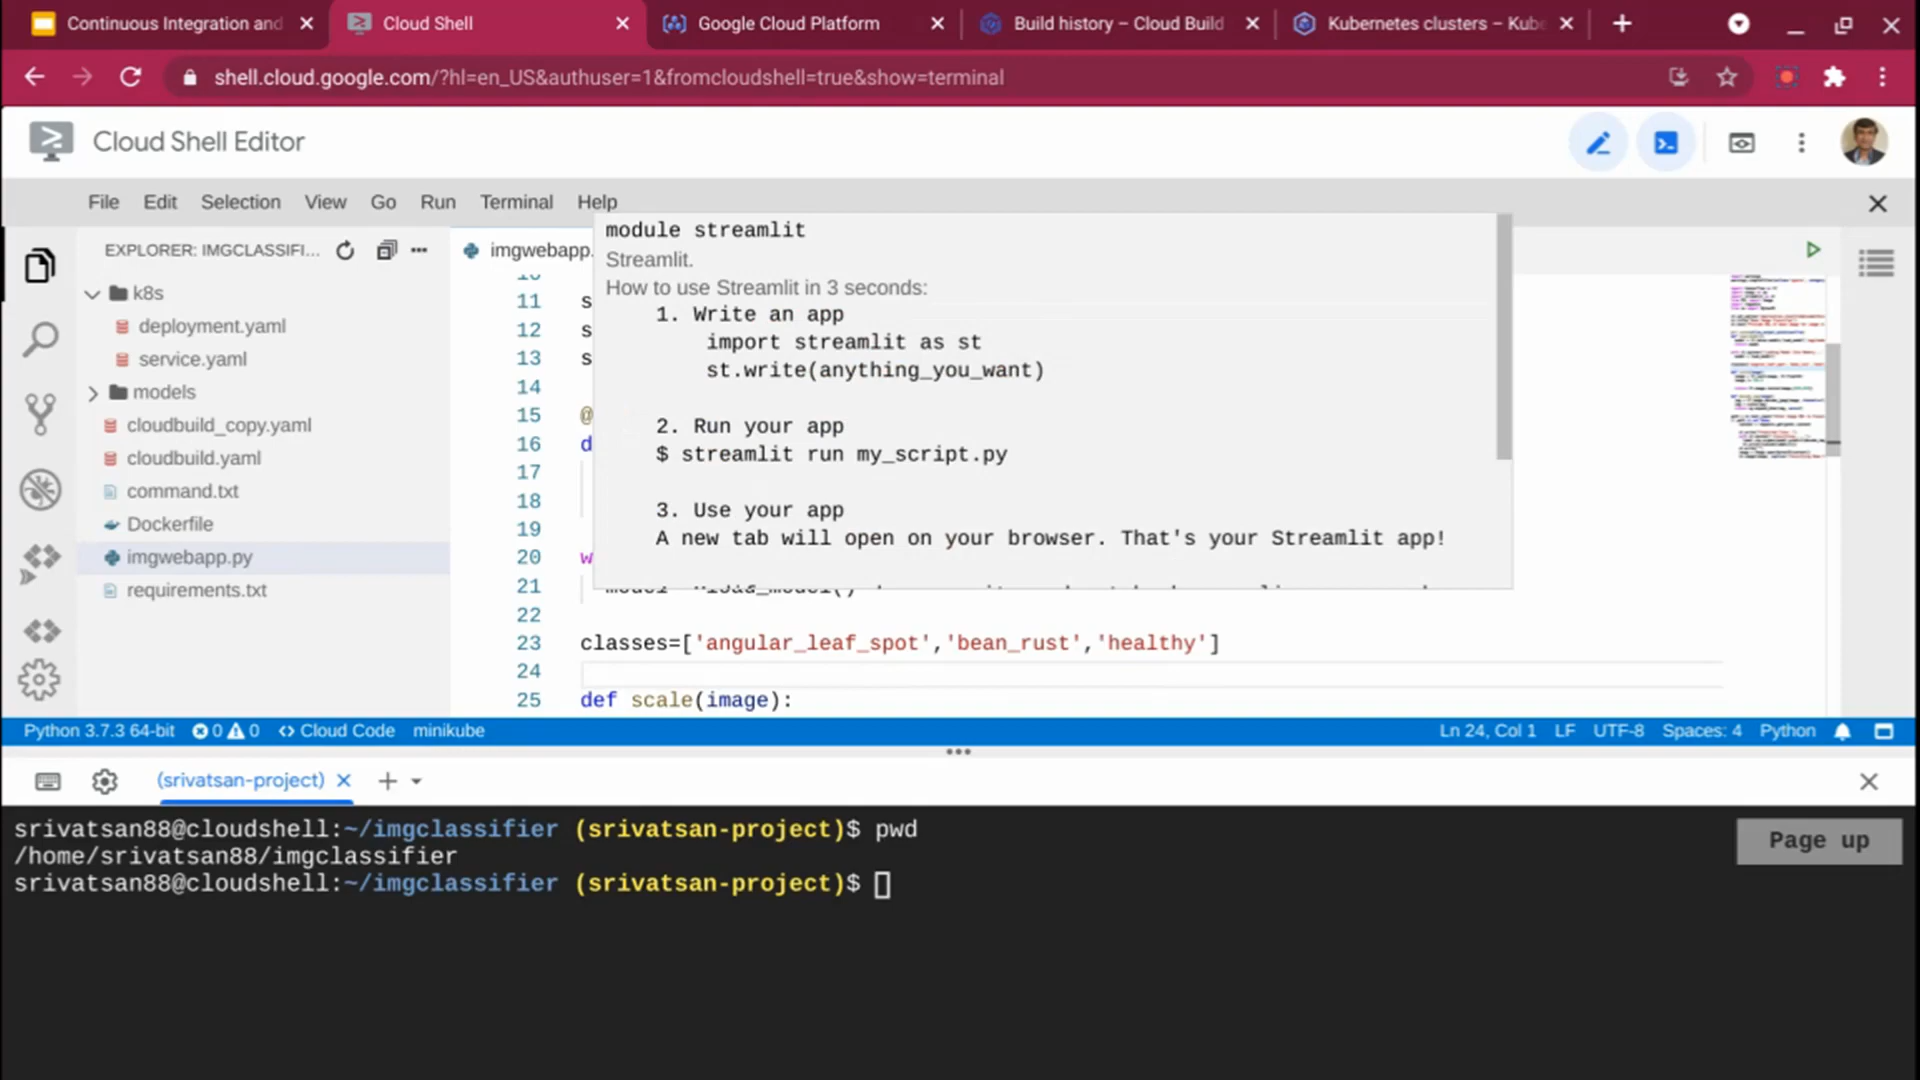 Continuous Integration and
Cloud Shell
Google Cloud Platform
Build history – Cloud Build
Kubernetes clusters – Kube
shell.cloud.google.com/?hl=en_US&authuser=1&fromcloudshell=true&show=terminal
Cloud Shell Editor
File Edit Selection View Go Run Terminal Help
EXPLORER: IMGCLASSIFI...
k8s
deployment.yaml
service.yaml
models
cloudbuild_copy.yaml
cloudbuild.yaml
command.txt
Dockerfile
imgwebapp.py
requirements.txt
imgwebapp.
module streamlit
Streamlit.
How to use Streamlit in 3 seconds:
1. Write an app
import streamlit as st
st.write(anything_you_want)
2. Run your app
$ streamlit run my_script.py
3. Use your app
A new tab will open on your browser. That's your Streamlit app!
11 s
12 s
13 s
14
15 @
16 d
17
18
19
20 w
21
22
23 classes=['angular_leaf_spot','bean_rust','healthy']
24
25 def scale(image):
Python 3.7.3 64-bit 0 0 Cloud Code minikube Ln 24, Col 1 LF UTF-8 Spaces: 4 Python
(srivatsan-project)
srivatsan88@cloudshell:~/imgclassifier (srivatsan-project)$ pwd
/home/srivatsan88/imgclassifier
srivatsan88@cloudshell:~/imgclassifier (srivatsan-project)$
Page up